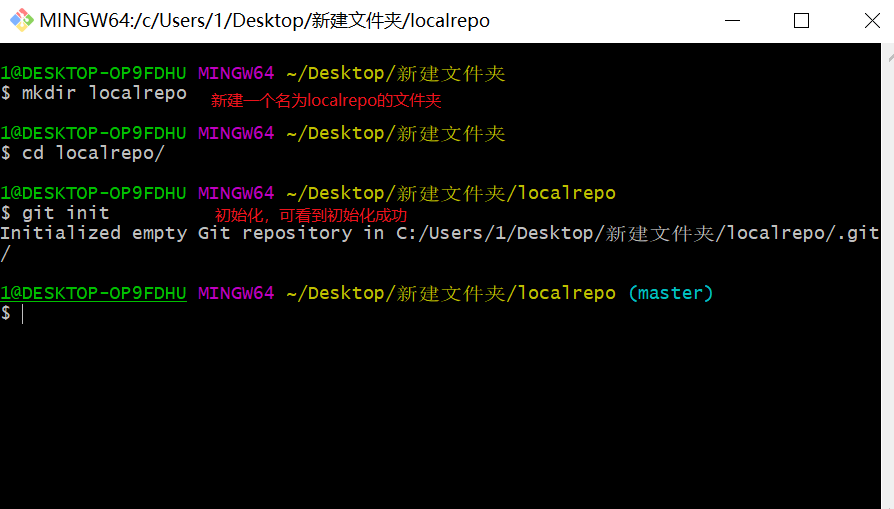 MINGW64:/c/Users/1/Desktop/新建文件夹/localrepo
1@DESKTOP-OP9FDHU MINGW64 ~/Desktop/新建文件夹
$ mkdir localrepo 新建一个名为localrepo的文件夹
1@DESKTOP-OP9FDHU MINGW64 ~/Desktop/新建文件夹
$ cd localrepo/
1@DESKTOP-OP9FDHU MINGW64 ~/Desktop/新建文件夹/localrepo
$ git init 初始化，可看到初始化成功
Initialized empty Git repository in C:/Users/1/Desktop/新建文件夹/localrepo/.git
/
1@DESKTOP-OP9FDHU MINGW64 ~/Desktop/新建文件夹/localrepo (master)
$